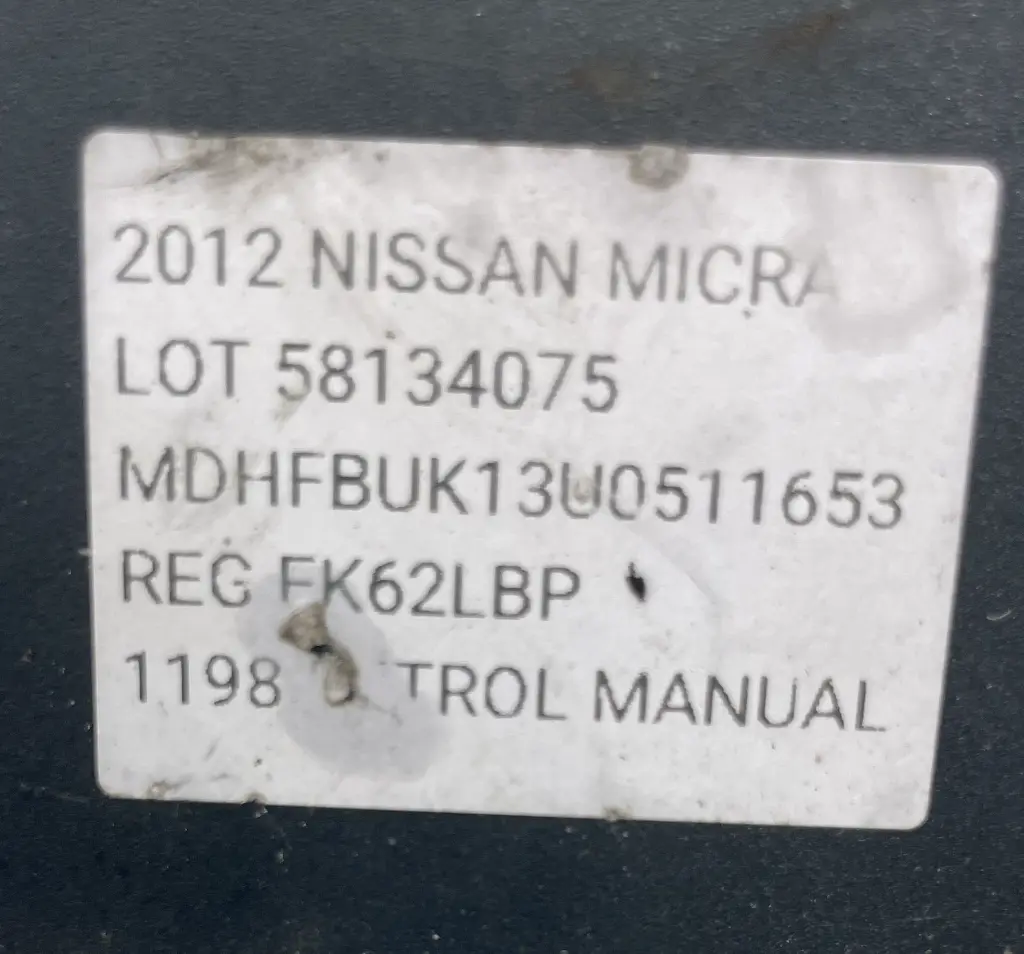 2012 NISSAN MICRA
LOT 58134075
MDHFBUK13U0511653
REG FK62LBP
1198 TROL MANUAL